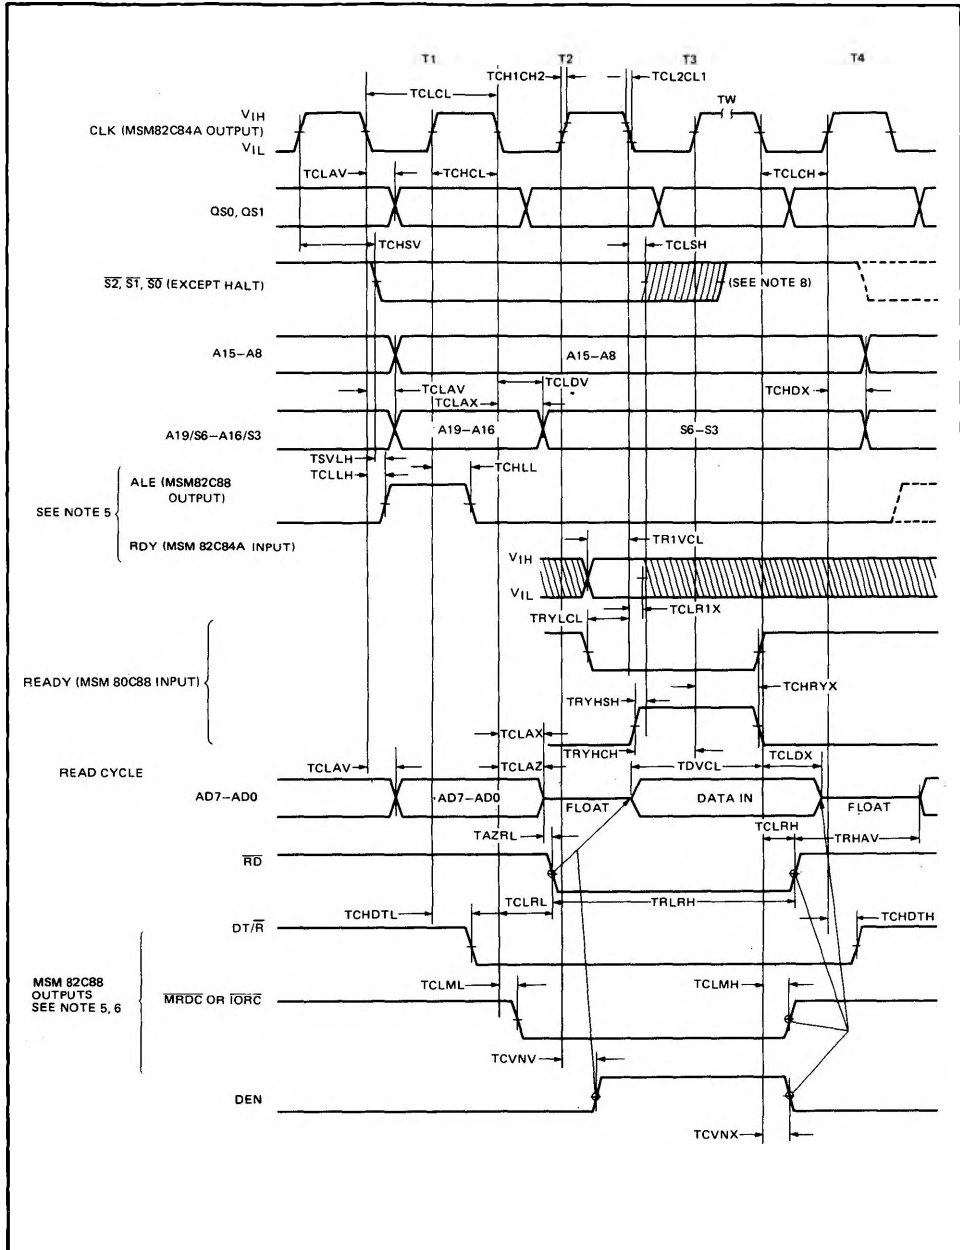 T1 T2 T3 T4
TCH1CH2 TCL2CL1
TCLCL
TW
VIH
CLK (MSM82C84A OUTPUT)
VIL
TCLAV TCHCL TCLCH
QS0, QS1
TCHSV TCLSH
S2, S1, S0 (EXCEPT HALT) (SEE NOTE 8)
A15–A8 A15–A8
TCLDV
TCLAV TCHDX
TCLAX
A19/S6–A16/S3 A19–A16 S6–S3
TSVLH
TCLLH TCHLL
ALE (MSM82C88
OUTPUT)
SEE NOTE 5
RDY (MSM 82C84A INPUT)
TR1VCL
VIH
VIL
TCLR1X
TRYLCL
READY (MSM 80C88 INPUT)
TCHRYX
TRYHSH
TCLAX
TRYHCH
READ CYCLE
TCLAV TCLAZ TDVCL TCLDX
AD7–AD0 AD7–AD0 FLOAT DATA IN FLOAT
TAZRL TCLRH TRHAV
RD
TCLRL TRLRH
TCHDTL TCHDTH
DT/R
MSM 82C88
OUTPUTS
SEE NOTE 5, 6
TCLML TCLMH
MRDC OR IORC
TCVNV
DEN
TCVNX